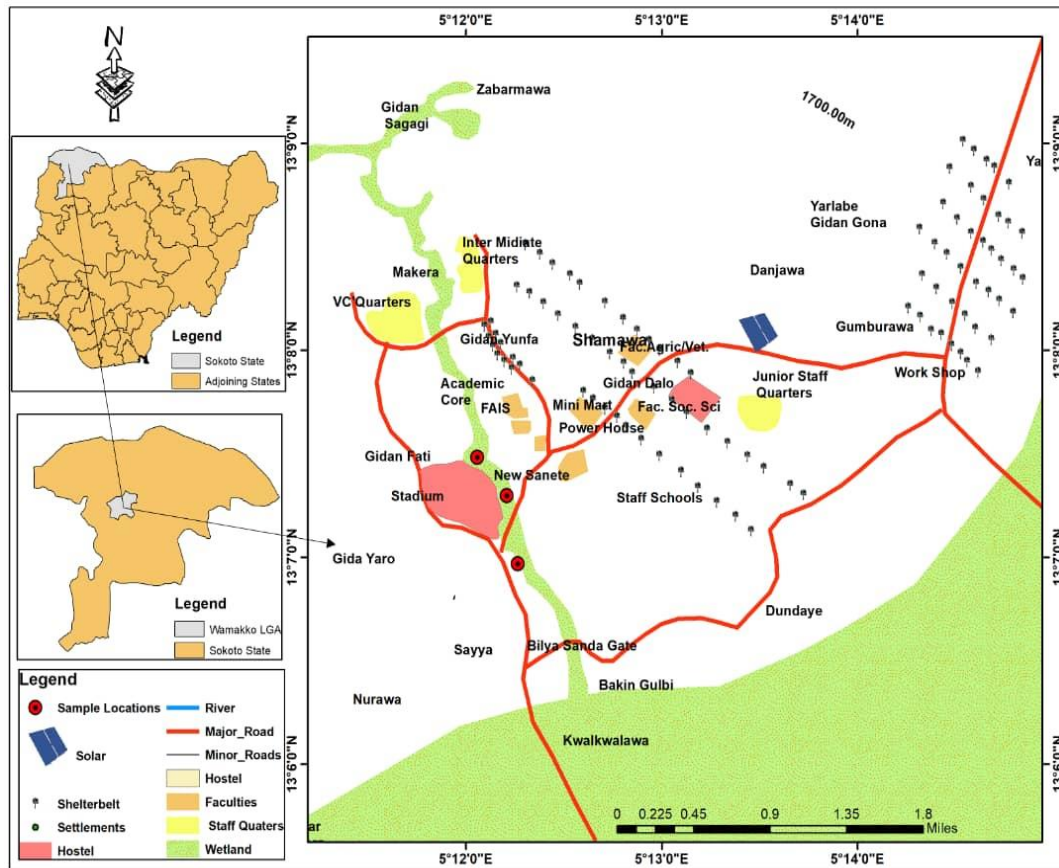 N
Legend
Sokoto State
Adjoining States
Legend
Wamakko LGA
Sokoto State
Legend
Sample Locations
Solar
Shelterbelt
Settlements
Hostel
River
Major_Road
Minor_Roads
Hostel
Faculties
Staff Quaters
Wetland
5°12'0"E
5°13'0"E
5°14'0"E
13°9'0"N
13°8'0"N
13°7'0"N
13°6'0"N
13°9'0"N
13°8'0"N
13°7'0"N
13°6'0"N
Zabarmawa
Gidan
Sagagi
1700.00m
Ya
Yarlabe
Gidan Gona
Inter Midiate
Quarters
Makera
Danjawa
VC Quarters
Gumburawa
Gidan Yunfa
Shamawa
Fac.Agric/Vet.
Work Shop
Academic
Core
Gidan Dalo
Junior Staff
Quarters
FAIS
Mini Mart
Fac. Soc. Sci
Power House
Gidan Fati
New Sanete
Stadium
Staff Schools
Gida Yaro
Dundaye
Sayya
Bilya Sanda Gate
Nurawa
Bakin Gulbi
Kwalkwalawa
ar
0 0.225 0.45 0.9 1.35 1.8
Miles
5°12'0"E
5°13'0"E
5°14'0"E